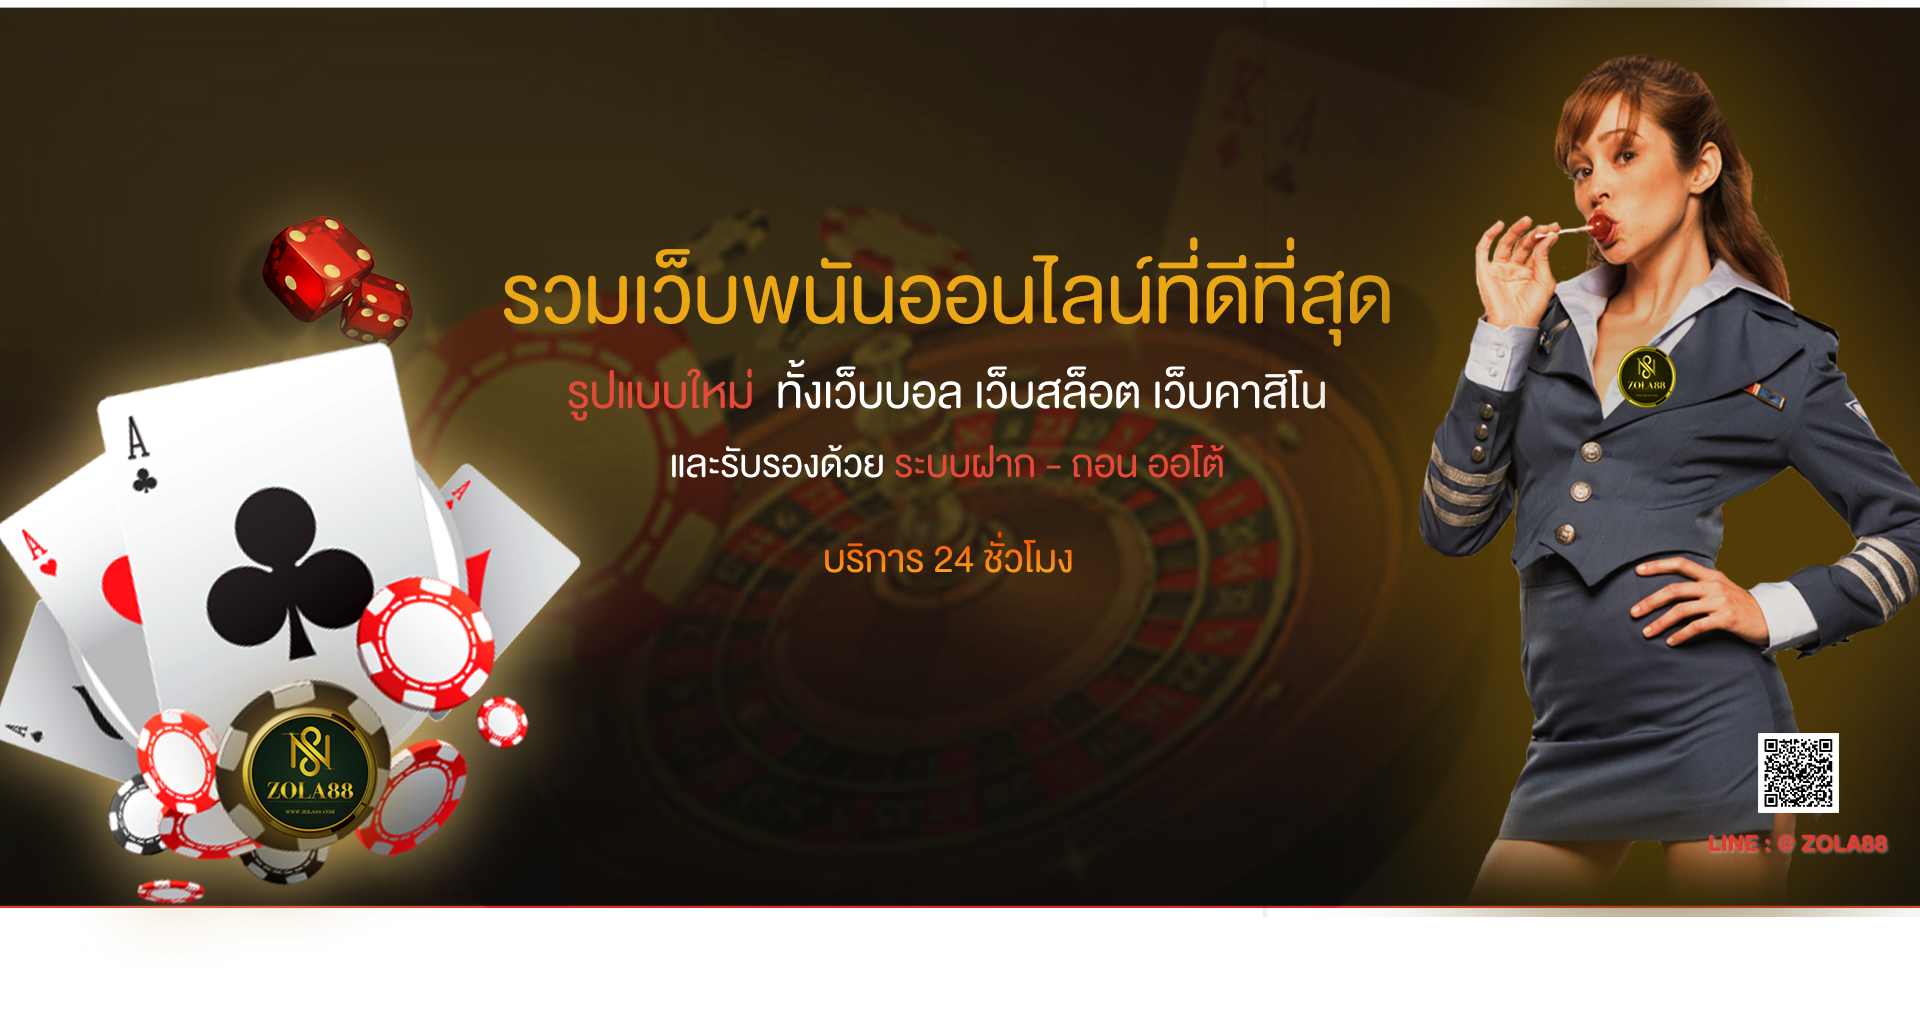 รวมเว็บพนันออนไลน์ที่ดีที่สุด
รูปแบบใหม่ ทั้งเว็บบอล เว็บสล็อต เว็บคาสิโน
และรับรองด้วย ระบบฝาก - ถอน ออโต้
บริการ 24 ชั่วโมง
K
A
A
A
A
A
ZOLA88
WWW.ZOLA88.COM
ZOLA88
LINE : @ ZOLA88